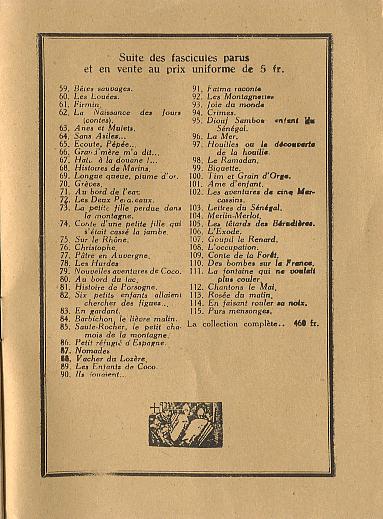 Suite des fascicules parus
et en vente au prix uniforme de 5 fr.
59. Bêtes sauvages.
60. Les Louées.
61. Firmin.
62. La Naissance des Jours
(contes).
63. Anes et Mulets.
64. Sans Asiles...
65. Ecoute, Pépée...
66. Grand'mère m'a dit...
67. Halte à la douane !...
68. Histoires de Marins.
69. Longue queue, plume d'or.
70. Grèves.
71. Au bord de l'eau.
72. Les Deux Perdreaux.
73. La petite fille perdue dans
la montagne.
74. Conte d'une petite fille qui
s'était cassé la jambe.
75. Sur le Rhône.
76. Christophe.
77. Pâtre en Auvergne.
78. Les Hurdes
79. Nouvelles aventures de Coco.
80. Au bord du lac.
81. Histoire de Porsogne.
82. Six petits enfants allaient
chercher des figues.
83. En gardant.
84. Barbichon, le lièvre malin.
85. Saute-Rocher, le petit cha-
mois de la montagne.
86. Petit réfugié d'Espagne.
87. Nomades
88. Vacher du Lozère.
89. Les Enfants de Coco.
90. Ils jouaient...
91. Fatma raconte
92. Les Montagnettes
93. Joie du monde
94. Crimes.
95. Diouf Sambou enfant du
Sénégal.
96. La Mer.
97. Houilles ou la découverte
de la houille.
98. Le Ramadan.
99. Biquette.
100. Tim et Grain d'Orge.
101. Ame d'enfant.
102. Les aventures de cinq Mar-
cassins.
103. Lettres du Sénégal.
104. Merlin-Merlot.
105. Les têtards des Bérudières.
106. L'Exode.
107. Goupil le Renard.
108. L'occupation.
109. Conte de la Forêt.
110. Des bombes sur la France.
111. La fontaine qui ne voulait
plus couler
112. Chantons le Mai.
113. Rosée du matin.
114. En faisant rouler sa noix.
115. Purs mensonges.
La collection complète.. 460 fr.